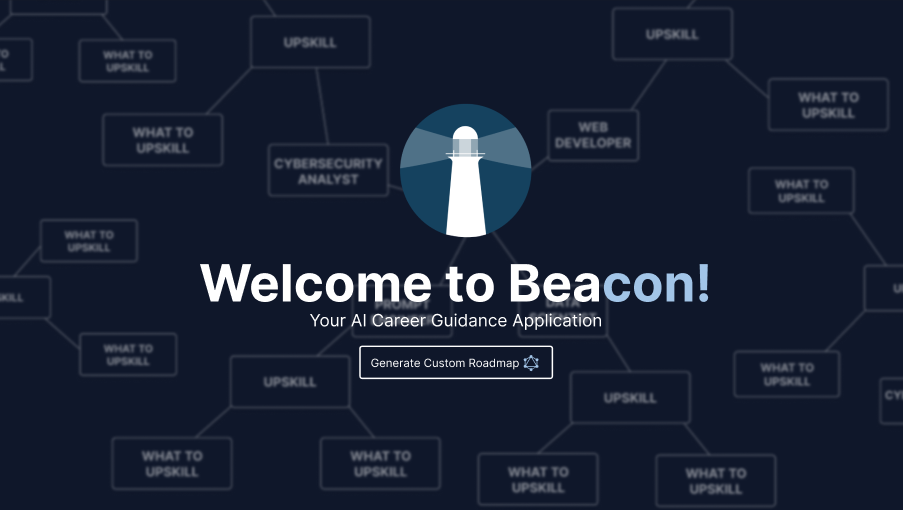 UPSKILL
UPSKILL
WHAT TO
UPSKILL
WHAT TO
UPSKILL
WHAT TO
UPSKILL
WEB
DEVELOPER
CYBERSECURITY
ANALYST
WHAT TO
UPSKILL
WHAT TO
UPSKILL
Welcome to Beacon!
PROMPT
DATA
Your AI Career Guidance Application
WHAT TO
UPSKILL
Generate Custom Roadmap
WHAT TO
UPSKILL
UPSKILL
UPSKILL
WHAT TO
UPSKILL
WHAT TO
UPSKILL
WHAT TO
UPSKILL
WHAT TO
UPSKILL